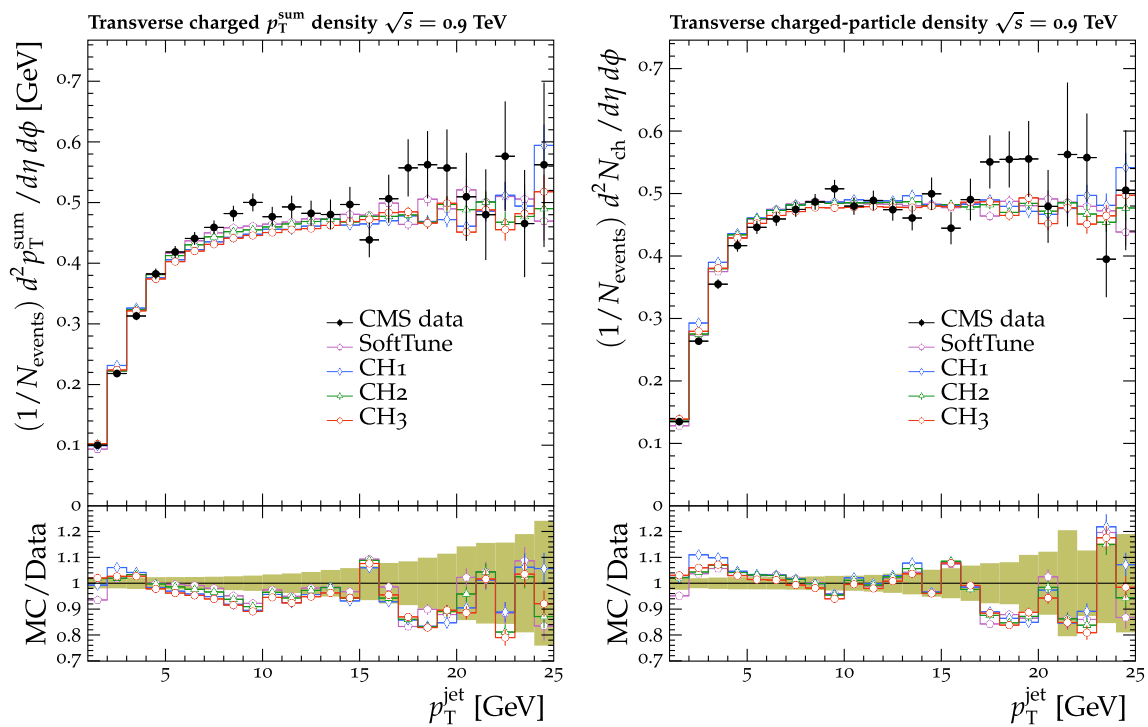 Transverse charged p_T^sum density √s = 0.9 TeV
(1/N_events) d²p_T^sum /dη dϕ [GeV]
0.7
0.6
0.5
0.4
0.3
0.2
0.1
0
CMS data
SoftTune
CH1
CH2
CH3
MC/Data
1.2
1.1
1
0.9
0.8
0.7
5 10 15 20 25
p_T^jet [GeV]
Transverse charged-particle density √s = 0.9 TeV
(1/N_events) d²N_ch /dη dϕ
0.7
0.6
0.5
0.4
0.3
0.2
0.1
0
CMS data
SoftTune
CH1
CH2
CH3
MC/Data
1.2
1.1
1
0.9
0.8
0.7
5 10 15 20 25
p_T^jet [GeV]